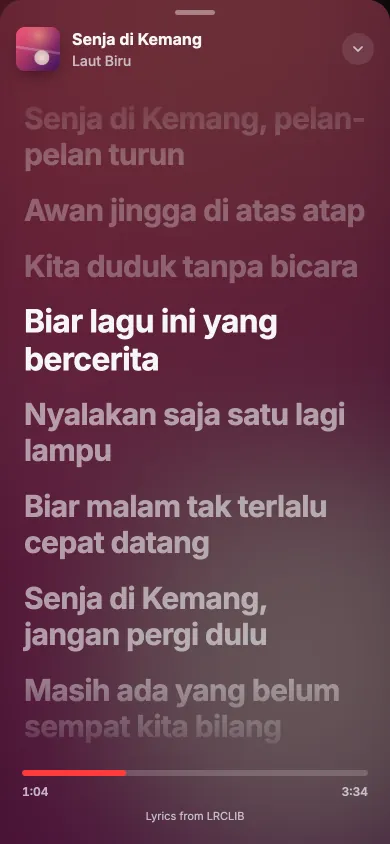 Senja di Kemang
Laut Biru
Senja di Kemang, pelan-
pelan turun
Awan jingga di atas atap
Kita duduk tanpa bicara
Biar lagu ini yang
bercerita
Nyalakan saja satu lagi
lampu
Biar malam tak terlalu
cepat datang
Senja di Kemang,
jangan pergi dulu
Masih ada yang belum
sempat kita bilang
1:04
3:34
Lyrics from LRCLIB